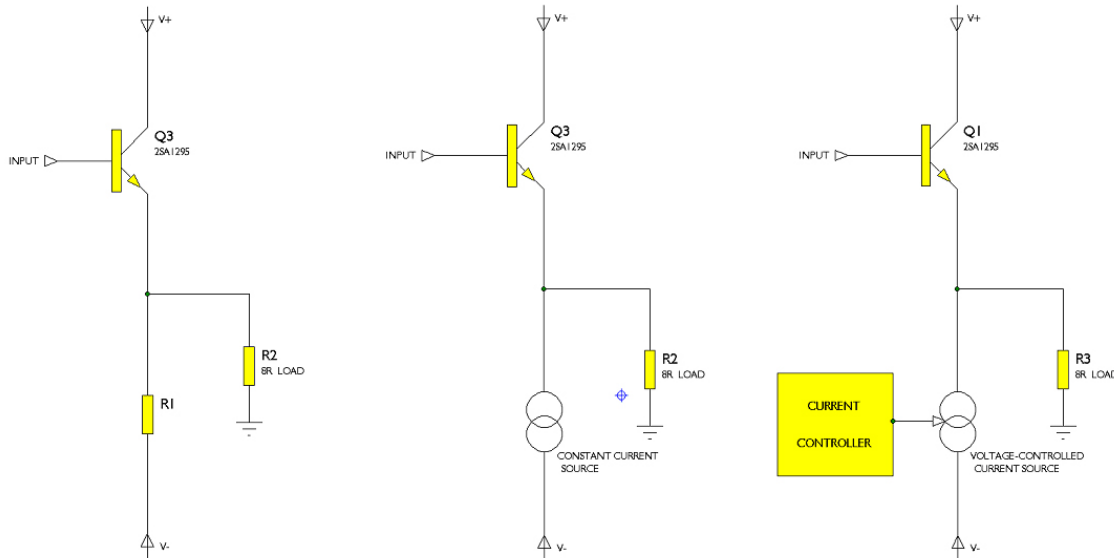 V+
Q3
2SA1295
INPUT
R2
8R LOAD
R1
V-
V+
Q3
2SA1295
INPUT
R2
8R LOAD
CONSTANT CURRENT
SOURCE
V-
V+
Q1
2SA1295
INPUT
R3
8R LOAD
CURRENT
CONTROLLER
VOLTAGE-CONTROLLED
CURRENT SOURCE
V-